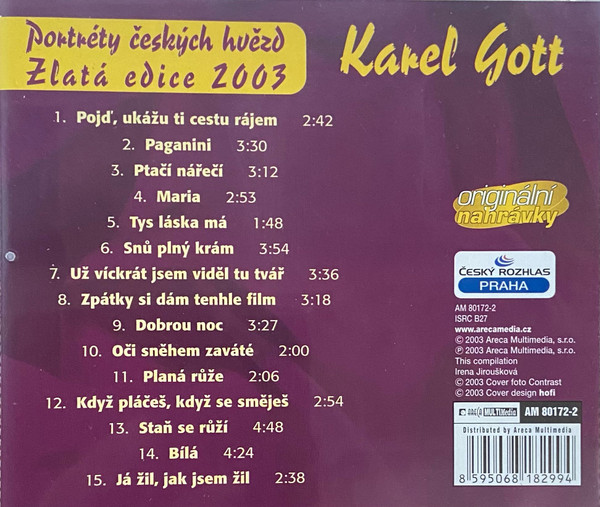 Portréty českých hvězd
Zlatá edice 2003
Karel Gott
1. Pojď, ukážu ti cestu rájem 2:42
2. Paganini 3:30
3. Ptačí nářečí 3:12
4. Maria 2:53
5. Tys láska má 1:48
6. Snů plný krám 3:54
7. Už víckrát jsem viděl tu tvář 3:36
8. Zpátky si dám tenhle film 3:18
9. Dobrou noc 3:27
10. Oči sněhem zaváté 2:00
11. Planá růže 2:06
12. Když pláčeš, když se směješ 2:54
13. Staň se růží 4:48
14. Bílá 4:24
15. Já žil, jak jsem žil 2:38
originální
nahrávky
ČESKÝ ROZHLAS
PRAHA
AM 80172-2
ISRC B27
www.arecamedia.cz
© 2003 Areca Multimedia, s.r.o.
℗ 2003 Areca Multimedia, s.r.o.
This compilation
Irena Jiroušková
© 2003 Cover foto Contrast
© 2003 Cover design hofi
ARECA MULTIMedia AM 80172-2
Distributed by Areca Multimedia
8 595068 182994